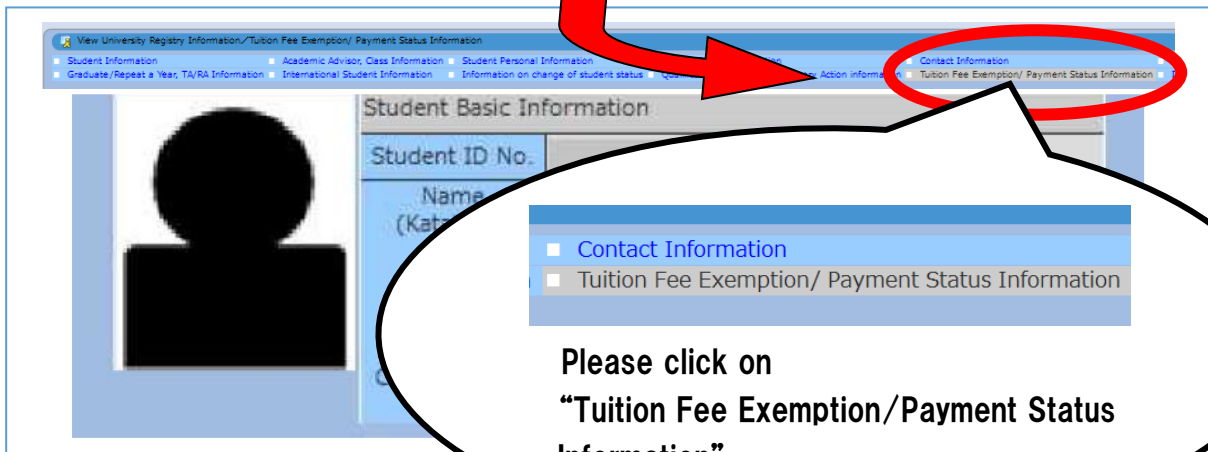 View University Registry Information/Tuition Fee Exemption/ Payment Status Information
Student Information Academic Advisor, Class Information Student Personal Information Contact Information
Graduate/Repeat a Year, TA/RA Information International Student Information Information on change of student status Action information Tuition Fee Exemption/ Payment Status Information
Student Basic Information
Student ID No.
Name
Contact Information
Tuition Fee Exemption/ Payment Status Information
Please click on
“Tuition Fee Exemption/Payment Status
Information”